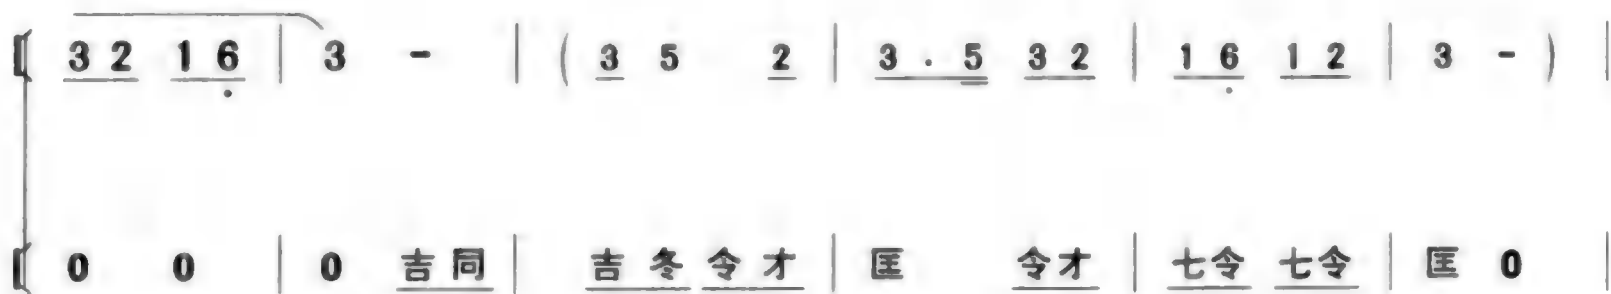 3 2 1 6 | 3 - | ( 3 5 2 | 3 . 5 3 2 | 1 6 1 2 | 3 - ) |
0 0 | 0 吉同 | 吉冬令才 | 匡 令才 | 七令 七令 | 匡 0 |